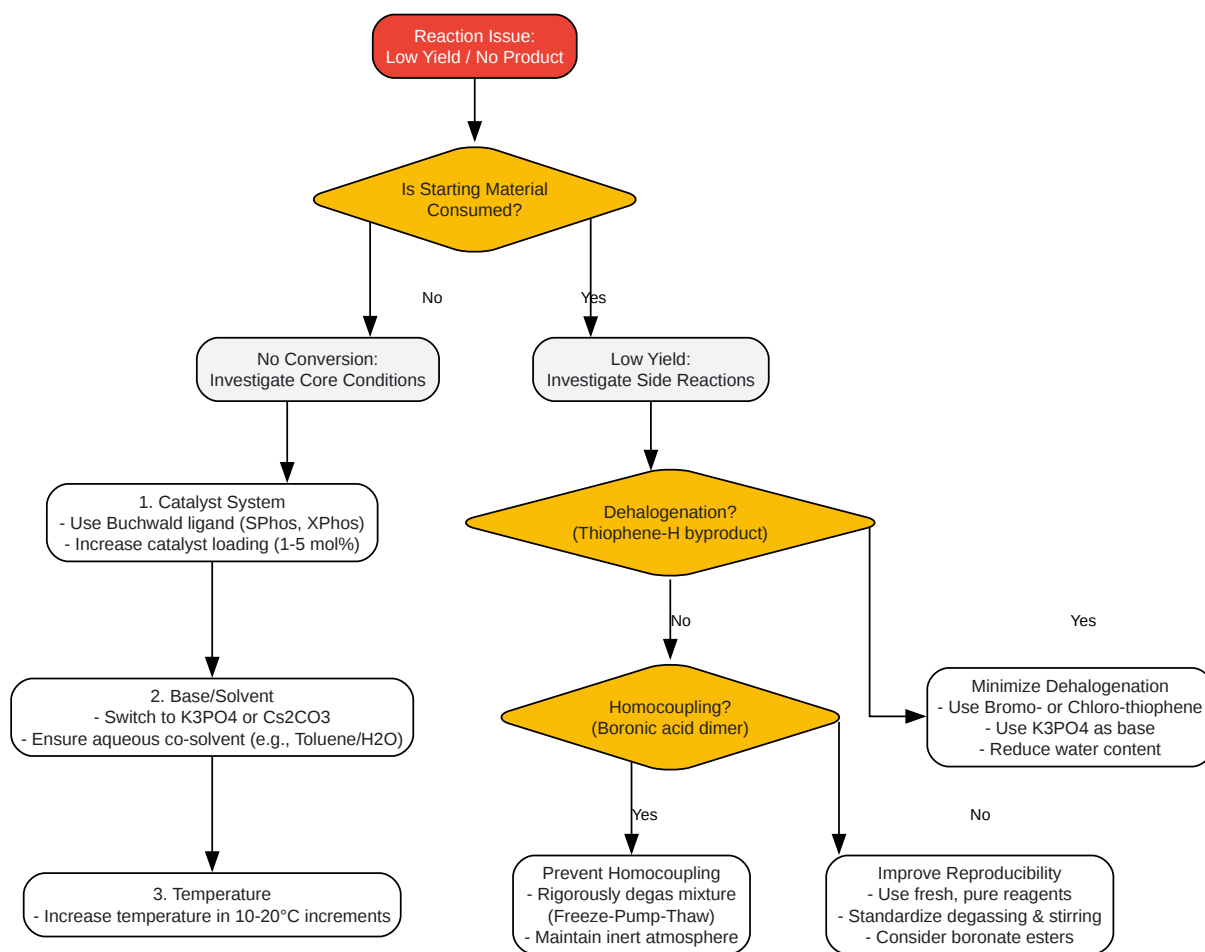 Reaction Issue:
Low Yield / No Product
Is Starting Material
Consumed?
No
Yes
No Conversion:
Investigate Core Conditions
Low Yield:
Investigate Side Reactions
1. Catalyst System
- Use Buchwald ligand (SPhos, XPhos)
- Increase catalyst loading (1-5 mol%)
Dehalogenation?
(Thiophene-H byproduct)
No
Yes
2. Base/Solvent
- Switch to K3PO4 or Cs2CO3
- Ensure aqueous co-solvent (e.g., Toluene/H2O)
Homocoupling?
(Boronic acid dimer)
Minimize Dehalogenation
- Use Bromo- or Chloro-thiophene
- Use K3PO4 as base
- Reduce water content
Yes
No
3. Temperature
- Increase temperature in 10-20°C increments
Prevent Homocoupling
- Rigorously degas mixture
(Freeze-Pump-Thaw)
- Maintain inert atmosphere
Improve Reproducibility
- Use fresh, pure reagents
- Standardize degassing & stirring
- Consider boronate esters